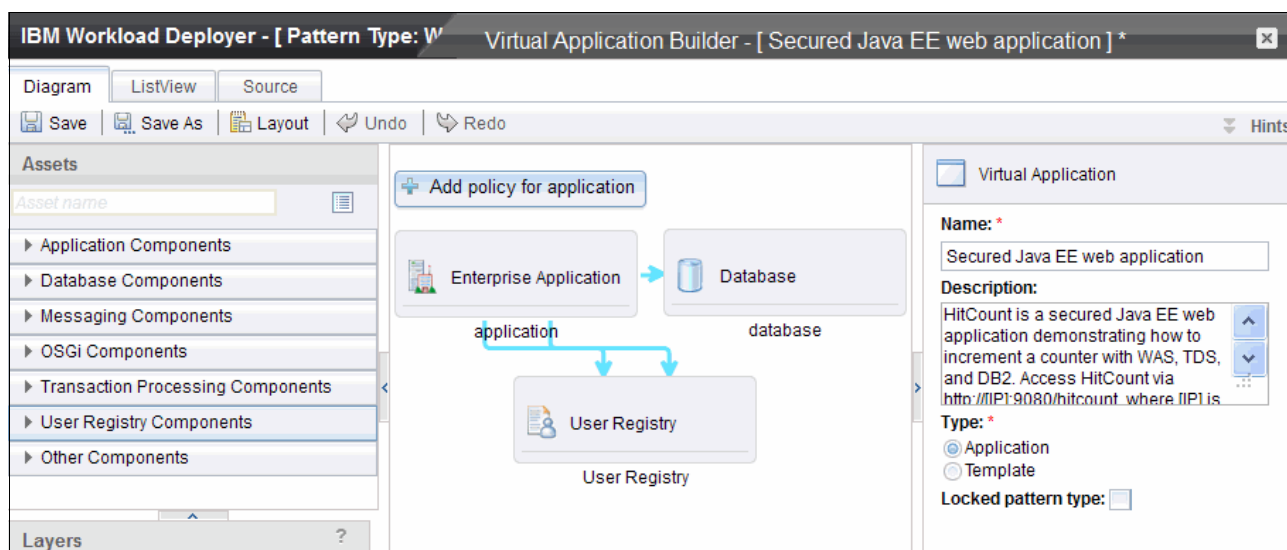 IBM Workload Deployer - [ Pattern Type: W
Virtual Application Builder - [ Secured Java EE web application ] *
Diagram
ListView
Source
Save
Save As
Layout
Undo
Redo
Hints
Assets
Asset name
Application Components
Database Components
Messaging Components
OSGi Components
Transaction Processing Components
User Registry Components
Other Components
Layers
?
Add policy for application
Enterprise Application
application
Database
database
User Registry
User Registry
Virtual Application
Name: *
Secured Java EE web application
Description:
HitCount is a secured Java EE web
application demonstrating how to
increment a counter with WAS, TDS,
and DB2. Access HitCount via
http://[IP]:9080/hitcount, where [IP] is
Type: *
Application
Template
Locked pattern type: